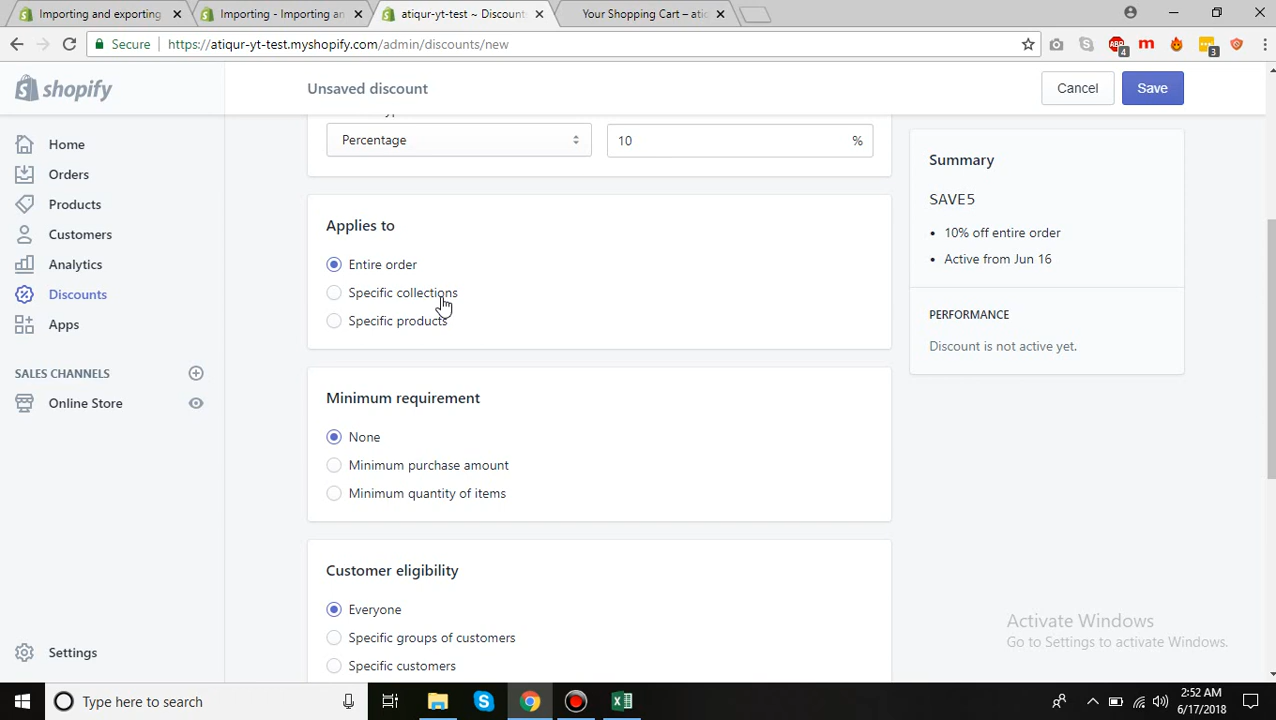 Importing and exporting
Importing - Importing an
atiqur-yt-test ~ Discount
Your Shopping Cart – atic
Secure
https://atiqur-yt-test.myshopify.com/admin/discounts/new
ABP
4
m
3
shopify
Unsaved discount
Cancel
Save
Home
Orders
Products
Customers
Analytics
Discounts
Apps
SALES CHANNELS
Online Store
Settings
Percentage
10
%
Applies to
Entire order
Specific collections
Specific products
Minimum requirement
None
Minimum purchase amount
Minimum quantity of items
Customer eligibility
Everyone
Specific groups of customers
Specific customers
Summary
SAVE5
• 10% off entire order
• Active from Jun 16
PERFORMANCE
Discount is not active yet.
Activate Windows
Go to Settings to activate Windows.
Type here to search
2:52 AM
6/17/2018